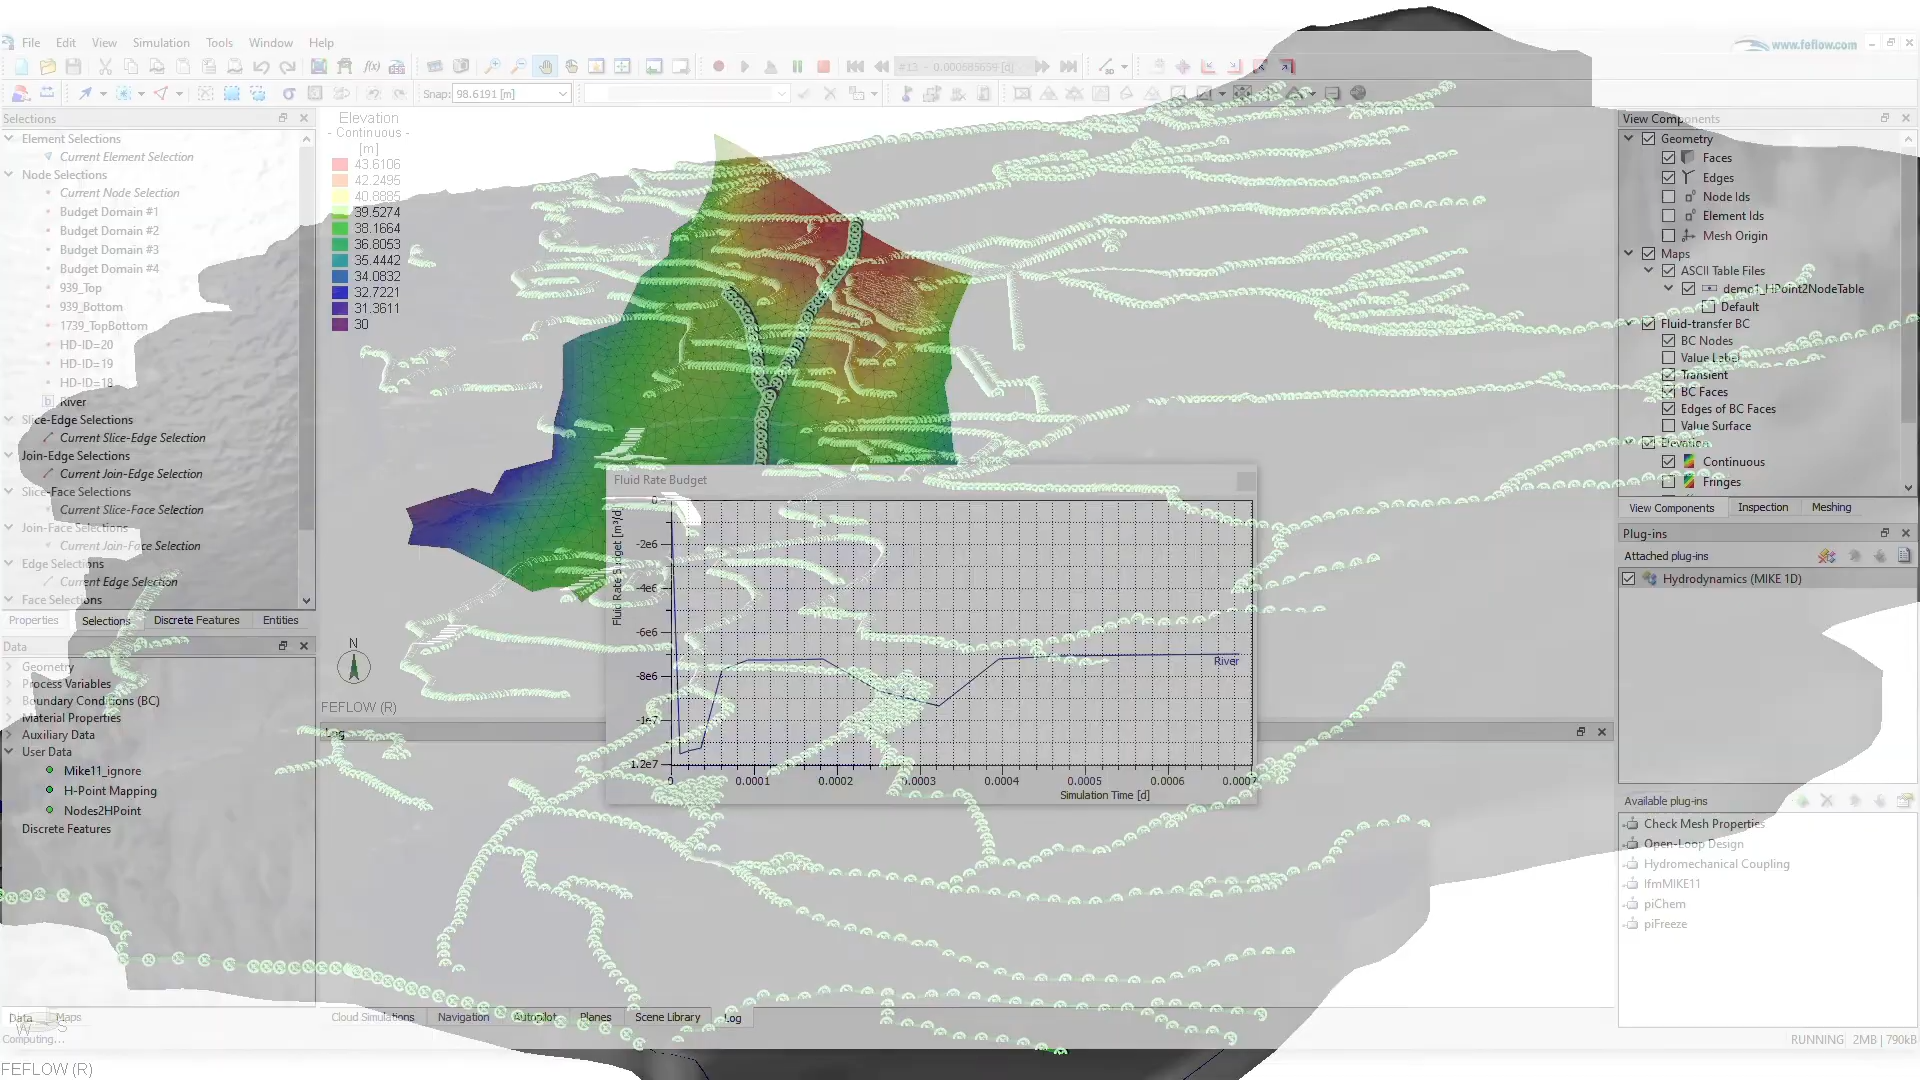 File Edit View Simulation Tools Window Help
www.feflow.com
#13 - 0.000685659 [d]
Snap: 98.6191 [m]
Selections
Element Selections
Current Element Selection
Node Selections
Current Node Selection
Budget Domain #1
Budget Domain #2
Budget Domain #3
Budget Domain #4
939_Top
939_Bottom
1739_TopBottom
HD-ID=20
HD-ID=19
HD-ID=18
River
Slice-Edge Selections
Current Slice-Edge Selection
Join-Edge Selections
Current Join-Edge Selection
Slice-Face Selections
Current Slice-Face Selection
Join-Face Selections
Current Join-Face Selection
Edge Selections
Current Edge Selection
Face Selections
Properties Selections Discrete Features Entities
Data
Geometry
Process Variables
Boundary Conditions (BC)
Material Properties
Auxiliary Data
User Data
Mike11_ignore
H-Point Mapping
Nodes2HPoint
Discrete Features
Data Maps
Computing...
FEFLOW (R)
Elevation
- Continuous -
[m]
43.6106
42.2495
40.8885
39.5274
38.1664
36.8053
35.4442
34.0832
32.7221
31.3611
30
N
FEFLOW (R)
Fluid Rate Budget
Fluid Rate Budget [m³/d]
0
-2e6
-4e6
-6e6
-8e6
-1e7
1.2e7
River
0 0.0001 0.0002 0.0003 0.0004 0.0005 0.0006 0.0007
Simulation Time [d]
Log
Cloud Simulations Navigation Autopilot Planes Scene Library Log
View Components
Geometry
Faces
Edges
Node Ids
Element Ids
Mesh Origin
Maps
ASCII Table Files
demo1_HPoint2NodeTable
Default
Fluid-transfer BC
BC Nodes
Value Label
Transient
BC Faces
Edges of BC Faces
Value Surface
Elevation
Continuous
Fringes
View Components Inspection Meshing
Plug-ins
Attached plug-ins
Hydrodynamics (MIKE 1D)
Available plug-ins
Check Mesh Properties
Open-Loop Design
Hydromechanical Coupling
IfmMIKE11
piChem
piFreeze
RUNNING 2MB | 790kB